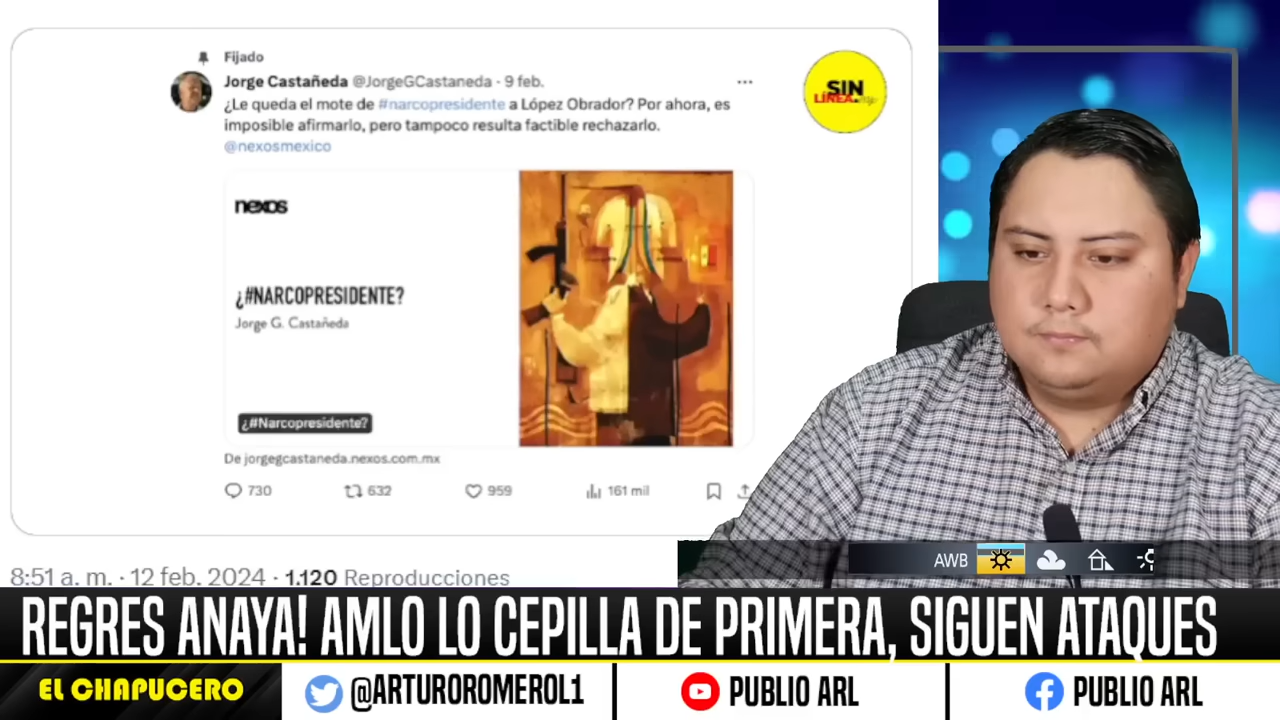 Fijado
Jorge Castañeda @JorgeGCastaneda · 9 feb.
¿Le queda el mote de #narcopresidente a López Obrador? Por ahora, es
imposible afirmarlo, pero tampoco resulta factible rechazarlo.
@nexosmexico
nexos
¿#NARCOPRESIDENTE?
Jorge G. Castañeda
¿#Narcopresidente?
De jorgegcastaneda.nexos.com.mx
730 632 959 161 mil
SIN
LÍNEA.
8:51 a. m. · 12 feb. 2024 · 1.120 Reproducciones
AWB
REGRES ANAYA! AMLO LO CEPILLA DE PRIMERA, SIGUEN ATAQUES
EL CHAPUCERO
@ARTUROROMEROL1
PUBLIO ARL
PUBLIO ARL